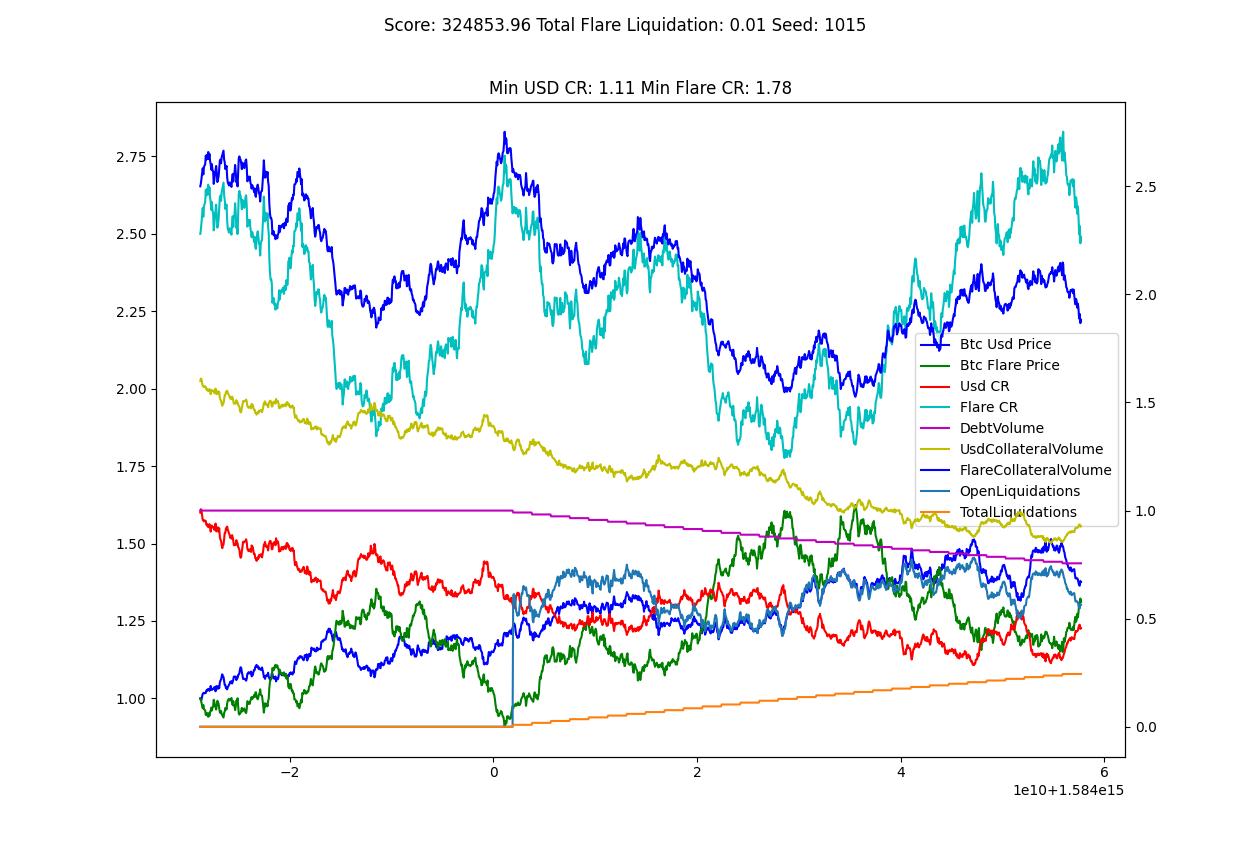 Score: 324853.96 Total Flare Liquidation: 0.01 Seed: 1015
Min USD CR: 1.11 Min Flare CR: 1.78
2.75
2.50
2.25
2.00
1.75
1.50
1.25
1.00
2.5
2.0
1.5
1.0
0.5
0.0
Btc Usd Price
Btc Flare Price
Usd CR
Flare CR
DebtVolume
UsdCollateralVolume
FlareCollateralVolume
OpenLiquidations
TotalLiquidations
−2 0 2 4 6
1e10+1.584e15